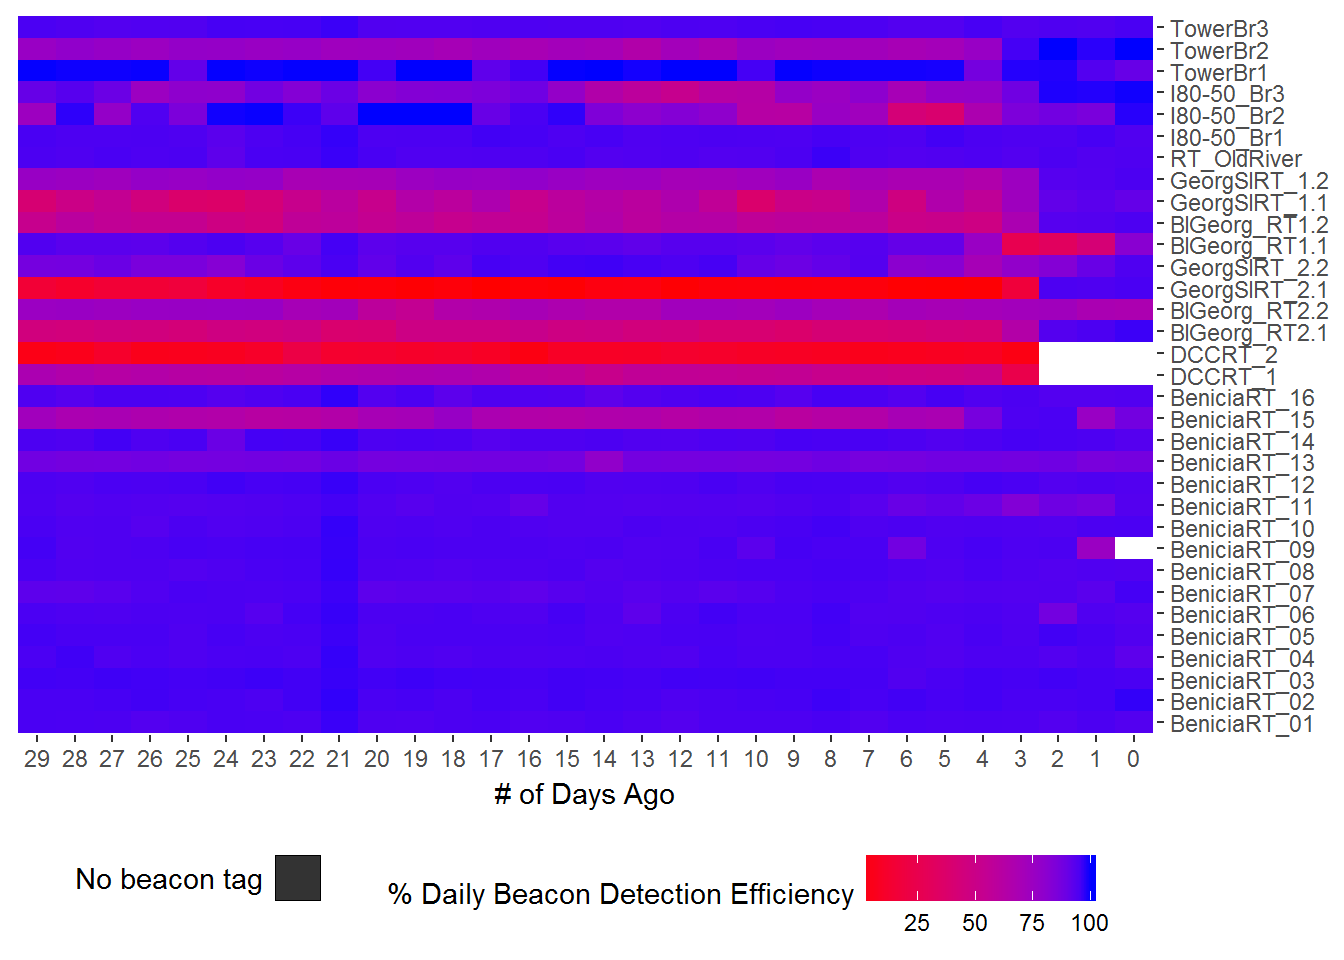 TowerBr3
TowerBr2
TowerBr1
I80-50_Br3
I80-50_Br2
I80-50_Br1
RT_OldRiver
GeorgSlRT_1.2
GeorgSlRT_1.1
BlGeorg_RT1.2
BlGeorg_RT1.1
GeorgSlRT_2.2
GeorgSlRT_2.1
BlGeorg_RT2.2
BlGeorg_RT2.1
DCCRT_2
DCCRT_1
BeniciaRT_16
BeniciaRT_15
BeniciaRT_14
BeniciaRT_13
BeniciaRT_12
BeniciaRT_11
BeniciaRT_10
BeniciaRT_09
BeniciaRT_08
BeniciaRT_07
BeniciaRT_06
BeniciaRT_05
BeniciaRT_04
BeniciaRT_03
BeniciaRT_02
BeniciaRT_01
29 28 27 26 25 24 23 22 21 20 19 18 17 16 15 14 13 12 11 10 9 8 7 6 5 4 3 2 1 0
# of Days Ago
No beacon tag
% Daily Beacon Detection Efficiency
25 50 75 100